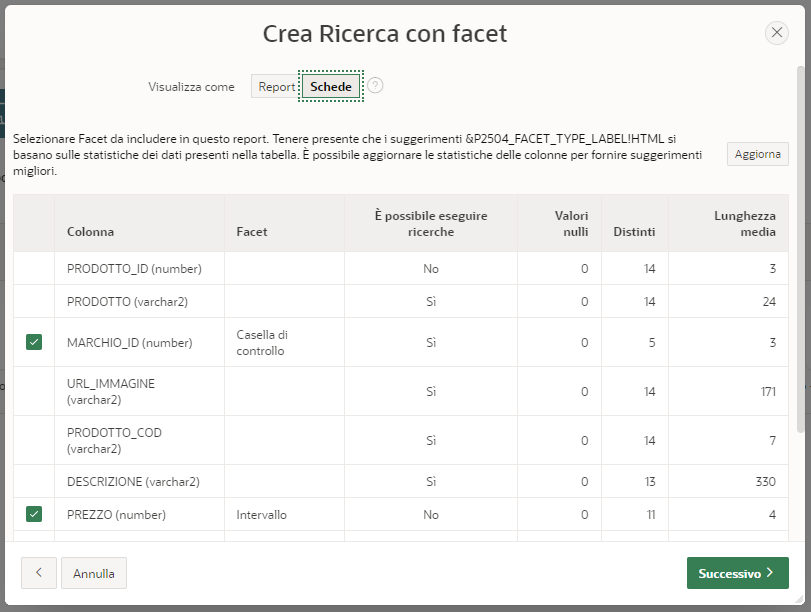 Crea Ricerca con facet
Visualizza come Report Schede ?
Selezionare Facet da includere in questo report. Tenere presente che i suggerimenti &P2504_FACET_TYPE_LABEL!HTML si
basano sulle statistiche dei dati presenti nella tabella. È possibile aggiornare le statistiche delle colonne per fornire suggerimenti
migliori.
Aggiorna
Colonna Facet È possibile eseguire ricerche Valori nulli Distinti Lunghezza media
PRODOTTO_ID (number) No 0 14 3
PRODOTTO (varchar2) Sì 0 14 24
MARCHIO_ID (number) Casella di controllo Sì 0 5 3
URL_IMMAGINE (varchar2) Sì 0 14 171
PRODOTTO_COD (varchar2) Sì 0 14 7
DESCRIZIONE (varchar2) Sì 0 13 330
PREZZO (number) Intervallo No 0 11 4
Annulla Successivo